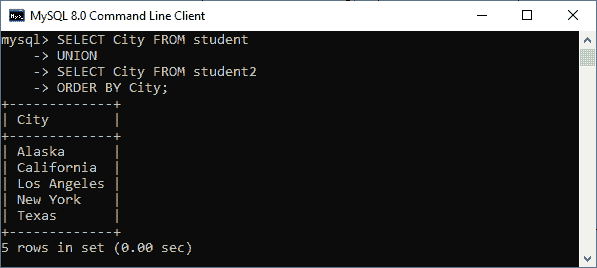 MySQL 8.0 Command Line Client
mysql> SELECT City FROM student
    -> UNION
    -> SELECT City FROM student2
    -> ORDER BY City;
+-------------+
| City        |
+-------------+
| Alaska      |
| California  |
| Los Angeles |
| New York    |
| Texas       |
+-------------+
5 rows in set (0.00 sec)